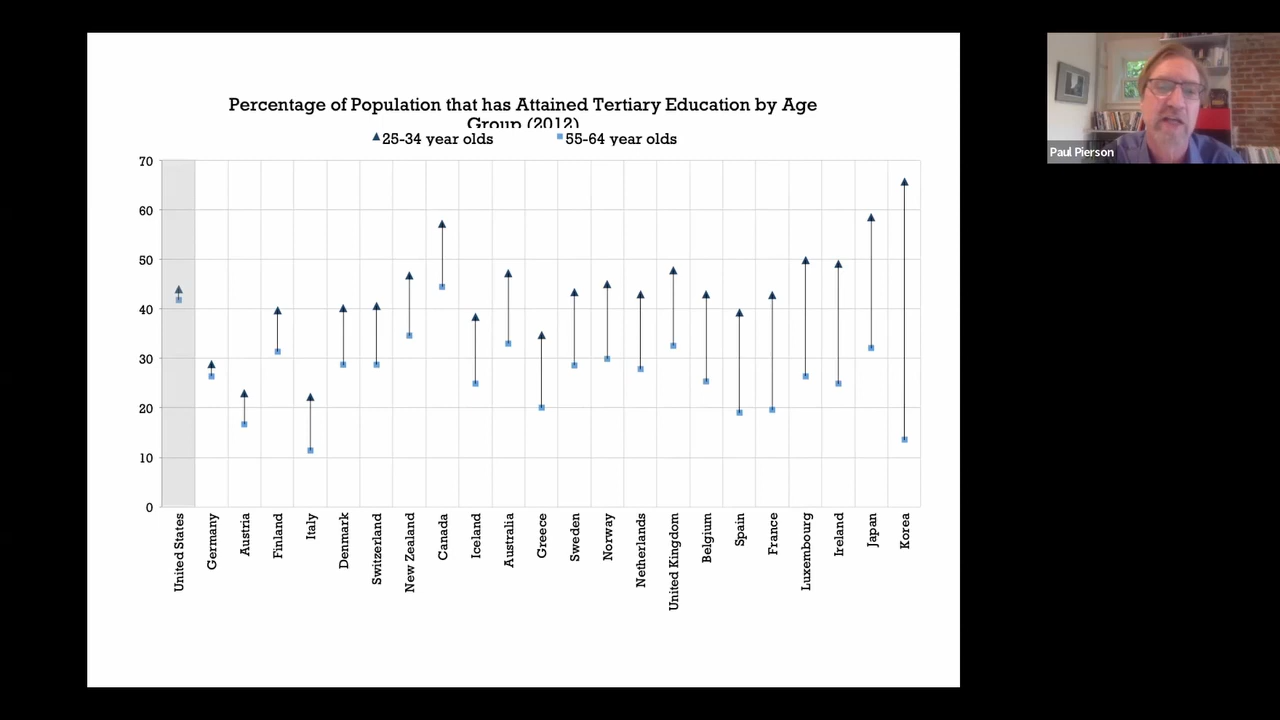 Percentage of Population that has Attained Tertiary Education by Age
Group (2012)
25-34 year olds
55-64 year olds
Paul Pierson
70
60
50
40
30
20
10
0
United States
Germany
Austria
Finland
Italy
Denmark
Switzerland
New Zealand
Canada
Iceland
Australia
Greece
Sweden
Norway
Netherlands
United Kingdom
Belgium
Spain
France
Luxembourg
Ireland
Japan
Korea